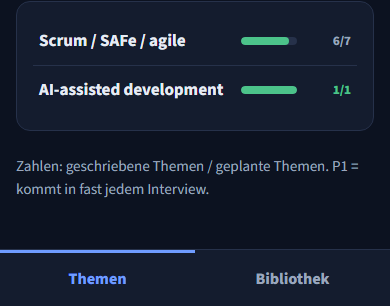 Scrum / SAFe / agile 6/7
AI-assisted development 1/1
Zahlen: geschriebene Themen / geplante Themen. P1 =
kommt in fast jedem Interview.
Themen Bibliothek